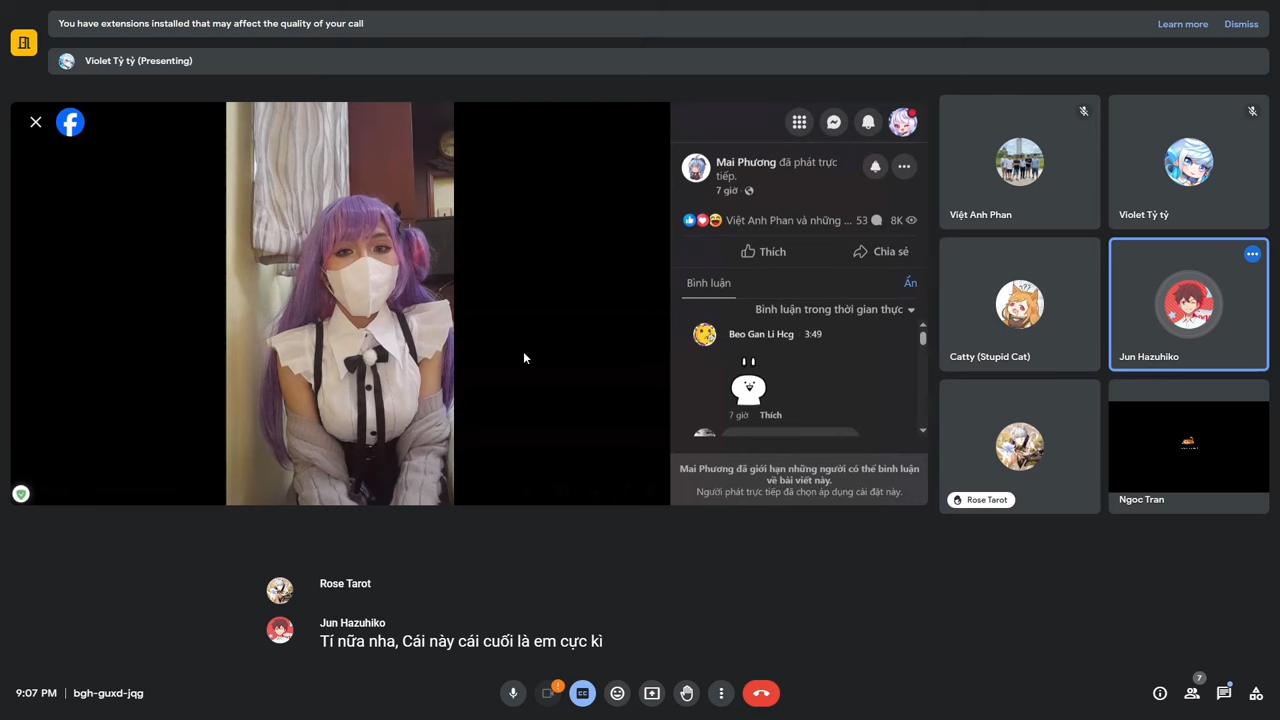 You have extensions installed that may affect the quality of your call
Learn more
Dismiss
Violet Tỷ tỷ (Presenting)
Mai Phương đã phát trực
tiếp.
7 giờ
Việt Anh Phan và những ...
53
8K
Thích
Chia sẻ
Bình luận
Ẩn
Bình luận trong thời gian thực
Beo Gan Li Hcg 3:49
7 giờ Thích
Mai Phương đã giới hạn những người có thể bình luận
về bài viết này.
Người phát trực tiếp đã chọn áp dụng cài đặt này.
Việt Anh Phan
Violet Tỷ tỷ
Catty (Stupid Cat)
Jun Hazuhiko
Rose Tarot
Ngoc Tran
Rose Tarot
Jun Hazuhiko
Tí nữa nha, Cái này cái cuối là em cực kì
9:07 PM | bgh-guxd-jqg
CC
7